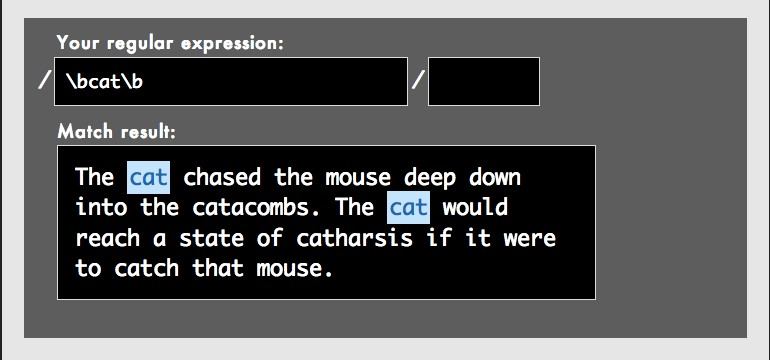 Your regular expression:
/ \bcat\b /
Match result:
The cat chased the mouse deep down
into the catacombs. The cat would
reach a state of catharsis if it were
to catch that mouse.